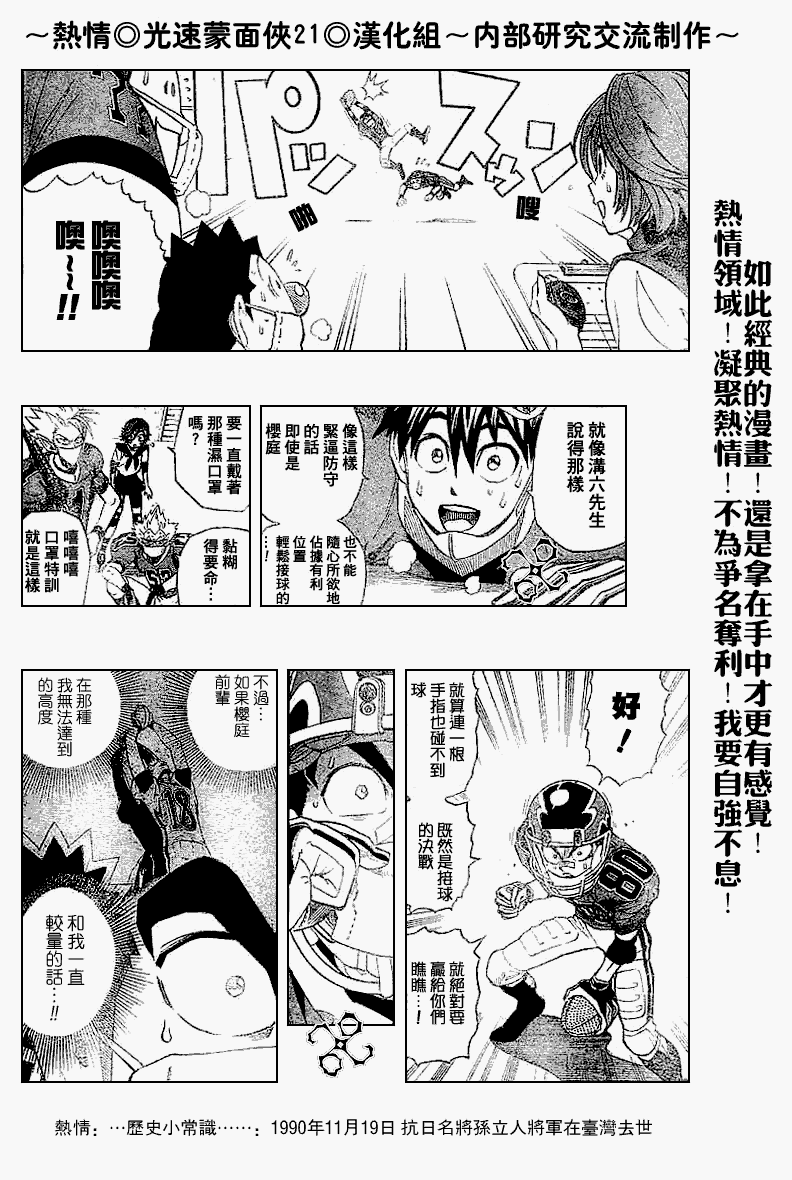 ～熱情◎光速蒙面俠21◎漢化組～内部研究交流制作～
スッン
嗖
パッ
啪
噢噢噢
噢~~!!
就像溝六先生
說得那樣
像這樣
緊逼防守
的話
即使是
櫻庭
也不能
隨心所欲地
佔據有利
位置
輕鬆接球的
…!
要一直戴著
那種濕口罩
嗎？
黏糊
得要命…
嘻嘻嘻
口罩特訓
就是這樣
好！
就算連一根
手指也碰不到
球
既然是接球
的決戰
就絕對要
贏給你們
瞧瞧…!
80
不過…
如果櫻庭
前輩
在那種
我無法達到
的高度
18
和我一直
較量的話…!!
如此經典的漫畫！還是拿在手中才更有感覺！
熱情領域！凝聚熱情！不為爭名奪利！我要自強不息！
熱情：…歷史小常識……：1990年11月19日 抗日名將孫立人將軍在臺灣去世